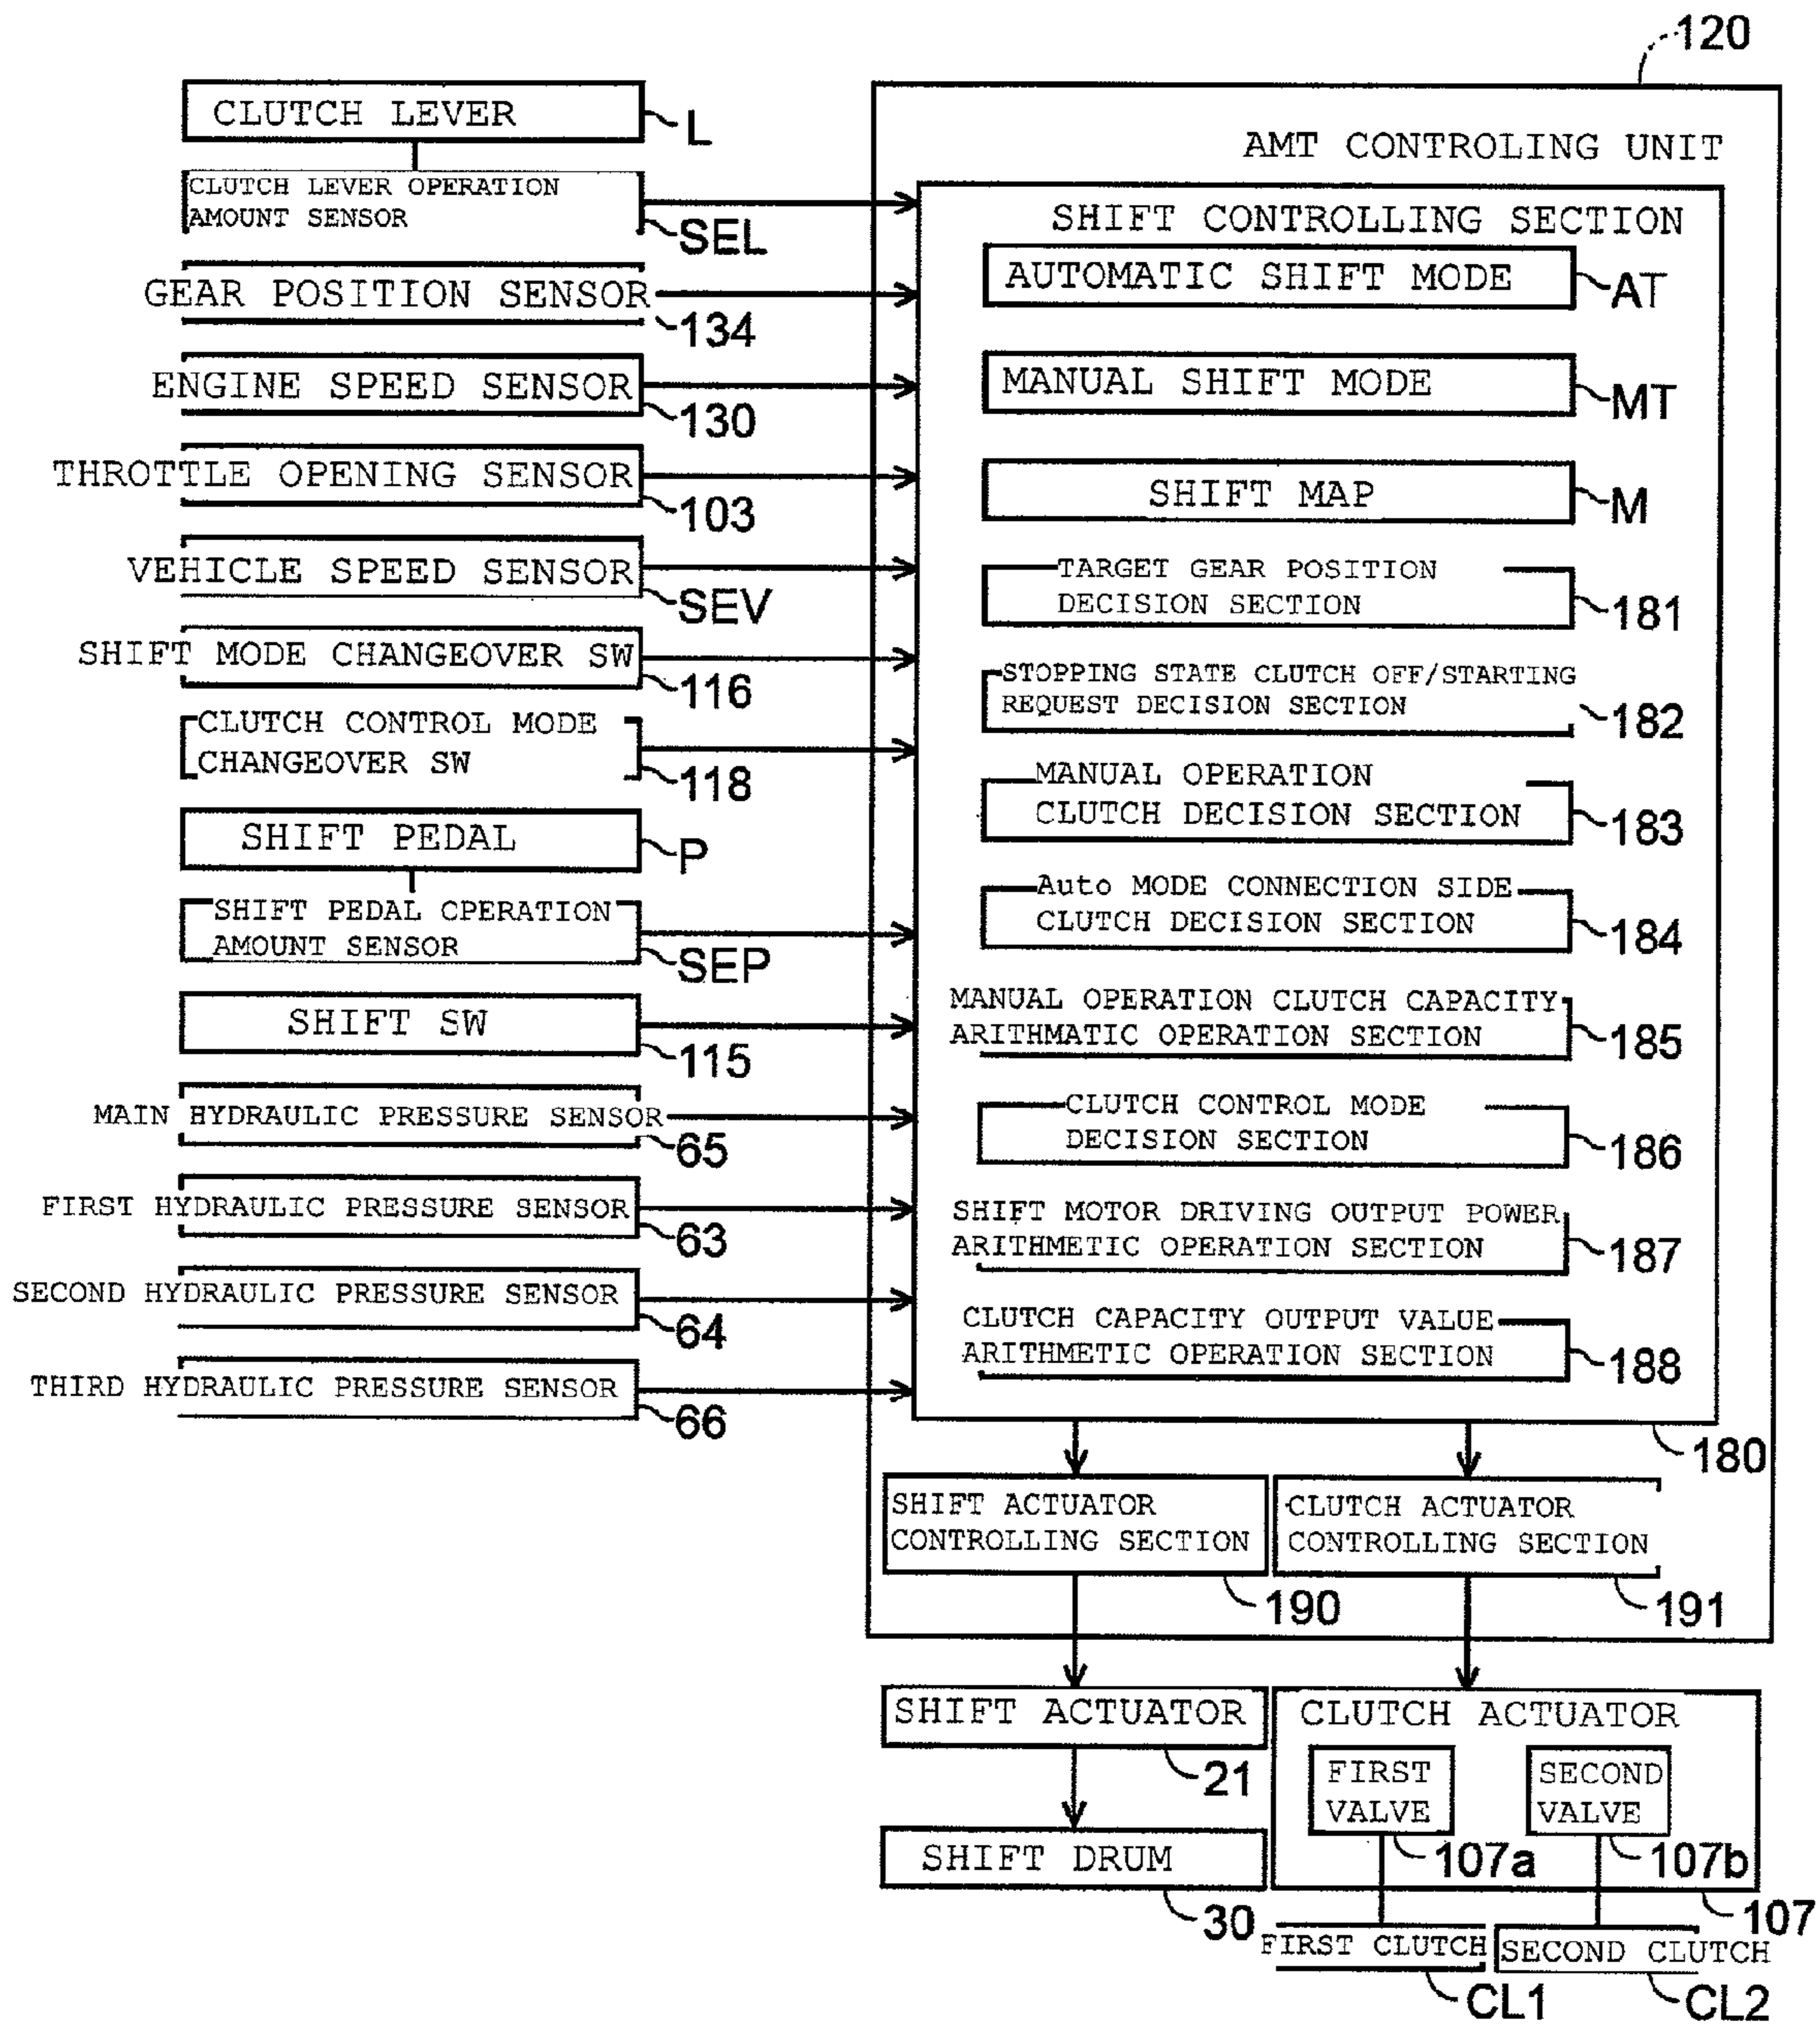 120
CLUTCH LEVER
L
CLUTCH LEVER OPERATION
AMOUNT SENSOR
SEL
GEAR POSITION SENSOR
134
ENGINE SPEED SENSOR
130
THROTTLE OPENING SENSOR
103
VEHICLE SPEED SENSOR
SEV
SHIFT MODE CHANGEOVER SW
116
CLUTCH CONTROL MODE
CHANGEOVER SW
118
SHIFT PEDAL
P
SHIFT PEDAL CPERATION
AMOUNT SENSOR
SEP
SHIFT SW
115
MAIN HYDRAULIC PRESSURE SENSOR
65
FIRST HYDRAULIC PRESSURE SENSOR
63
SECOND HYDRAULIC PRESSURE SENSOR
64
THIRD HYDRAULIC PRESSURE SENSOR
66
AMT CONTROLING UNIT
SHIFT CONTROLLING SECTION
AUTOMATIC SHIFT MODE
AT
MANUAL SHIFT MODE
MT
SHIFT MAP
M
TARGET GEAR POSITION
DECISION SECTION
181
STOPPING STATE CLUTCH OFF/STARTING
REQUEST DECISION SECTION
182
MANUAL OPERATION
CLUTCH DECISION SECTION
183
Auto MODE CONNECTION SIDE
CLUTCH DECISION SECTION
184
MANUAL OPERATION CLUTCH CAPACITY
ARITHMATIC OPERATION SECTION
185
CLUTCH CONTROL MODE
DECISION SECTION
186
SHIFT MOTOR DRIVING OUTPUT POWER
ARITHMETIC OPERATION SECTION
187
CLUTCH CAPACITY OUTPUT VALUE
ARITHMETIC OPERATION SECTION
188
180
SHIFT ACTUATOR
CONTROLLING SECTION
190
CLUTCH ACTUATOR
CONTROLLING SECTION
191
SHIFT ACTUATOR
21
SHIFT DRUM
30
CLUTCH ACTUATOR
FIRST
VALVE
107a
SECOND
VALVE
107b
107
FIRST CLUTCH
CL1
SECOND CLUTCH
CL2